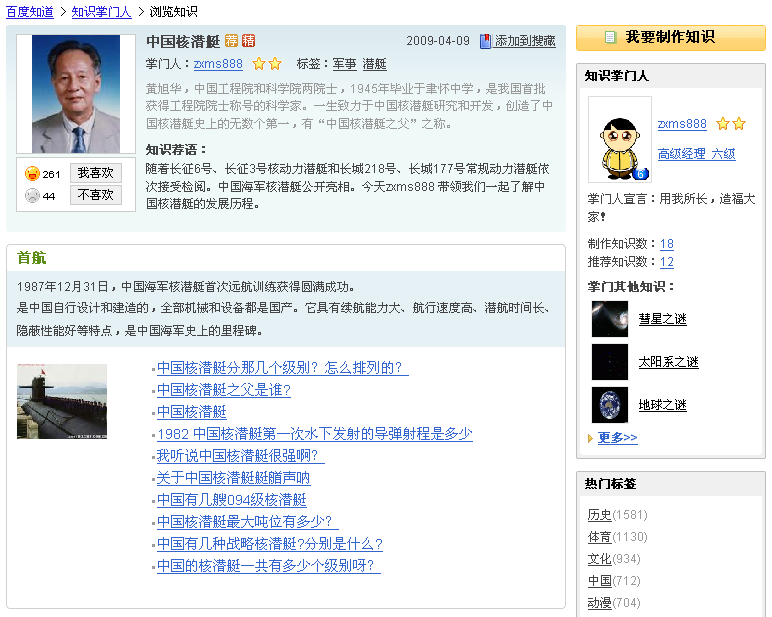 百度知道 > 知识掌门人 > 浏览知识
中国核潜艇 荐 精
2009-04-09 添加到搜藏
掌门人：zxms888 标签：军事 潜艇
黄旭华，中国工程院和科学院两院士，1945年毕业于聿怀中学，是我国首批
获得工程院院士称号的科学家。一生致力于中国核潜艇研究和开发，创造了中
国核潜艇史上的无数个第一，有“中国核潜艇之父”之称。
知识荐语：
随着长征6号、长征3号核动力潜艇和长城218号、长城177号常规动力潜艇依
次接受检阅。中国海军核潜艇公开亮相。今天zxms888 带领我们一起了解中
国核潜艇的发展历程。
261 我喜欢
44 不喜欢
首航
1987年12月31日，中国海军核潜艇首次远航训练获得圆满成功。
是中国自行设计和建造的，全部机械和设备都是国产。它具有续航能力大、航行速度高、潜航时间长、
隐蔽性能好等特点，是中国海军史上的里程碑。
中国核潜艇分那几个级别？怎么排列的？
中国核潜艇之父是谁?
中国核潜艇
1982 中国核潜艇第一次水下发射的导弹射程是多少
我听说中国核潜艇很强啊？
关于中国核潜艇艇艏声呐
中国有几艘094级核潜艇
中国核潜艇最大吨位有多少？
中国有几种战略核潜艇?分别是什么?
中国的核潜艇一共有多少个级别呀？
我要制作知识
知识掌门人
zxms888
高级经理 六级
6
掌门人宣言：用我所长，造福大
家！
制作知识数：18
推荐知识数：12
掌门其他知识：
彗星之谜
太阳系之谜
地球之谜
更多>>
热门标签
历史(1581)
体育(1130)
文化(934)
中国(712)
动漫(704)